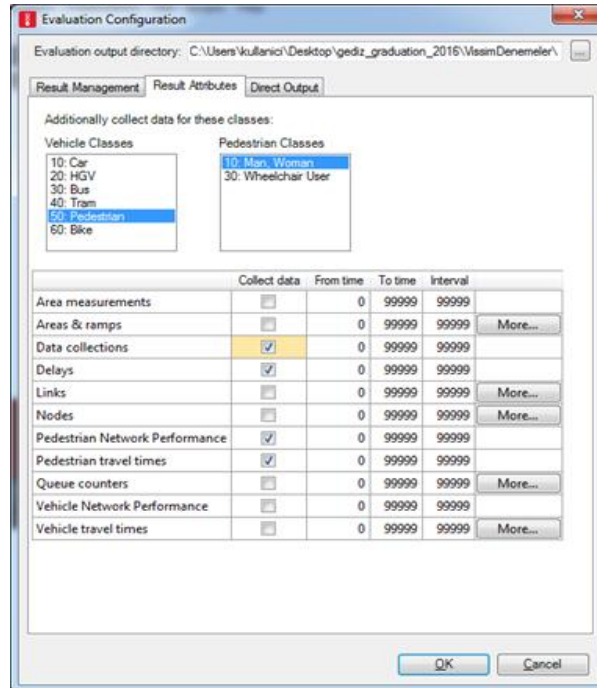 Evaluation Configuration
Evaluation output directory: C:\Users\kullanici\Desktop\gediz_graduation_2016\VissimDenemeler\ ...
Result Management Result Attributes Direct Output
Additionally collect data for these classes:
Vehicle Classes Pedestrian Classes
10: Car 10: Man, Woman
20: HGV 30: Wheelchair User
30: Bus
40: Tram
50: Pedestrian
60: Bike
Collect data From time To time Interval
Area measurements 0 99999 99999
Areas & ramps 0 99999 99999 More...
Data collections 0 99999 99999
Delays 0 99999 99999
Links 0 99999 99999 More...
Nodes 0 99999 99999 More...
Pedestrian Network Performance 0 99999 99999
Pedestrian travel times 0 99999 99999
Queue counters 0 99999 99999 More...
Vehicle Network Performance 0 99999 99999
Vehicle travel times 0 99999 99999 More...
OK Cancel